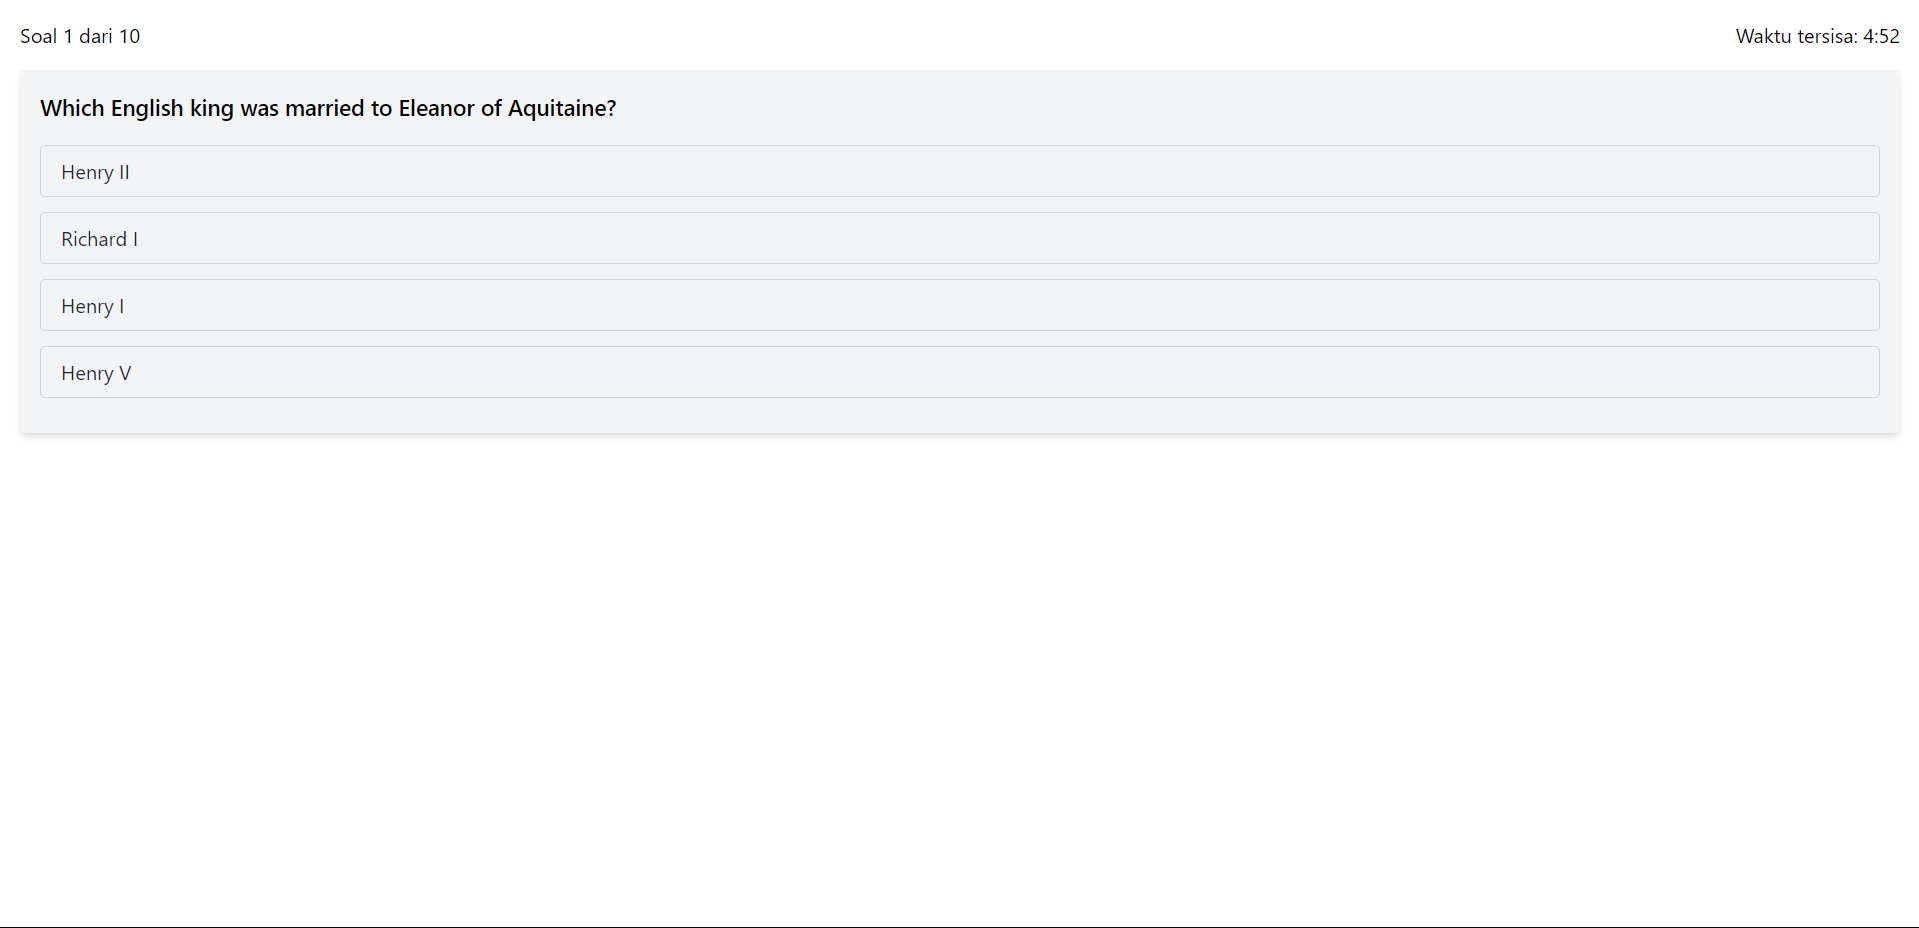 Soal 1 dari 10
Waktu tersisa: 4:52
Which English king was married to Eleanor of Aquitaine?
Henry II
Richard I
Henry I
Henry V